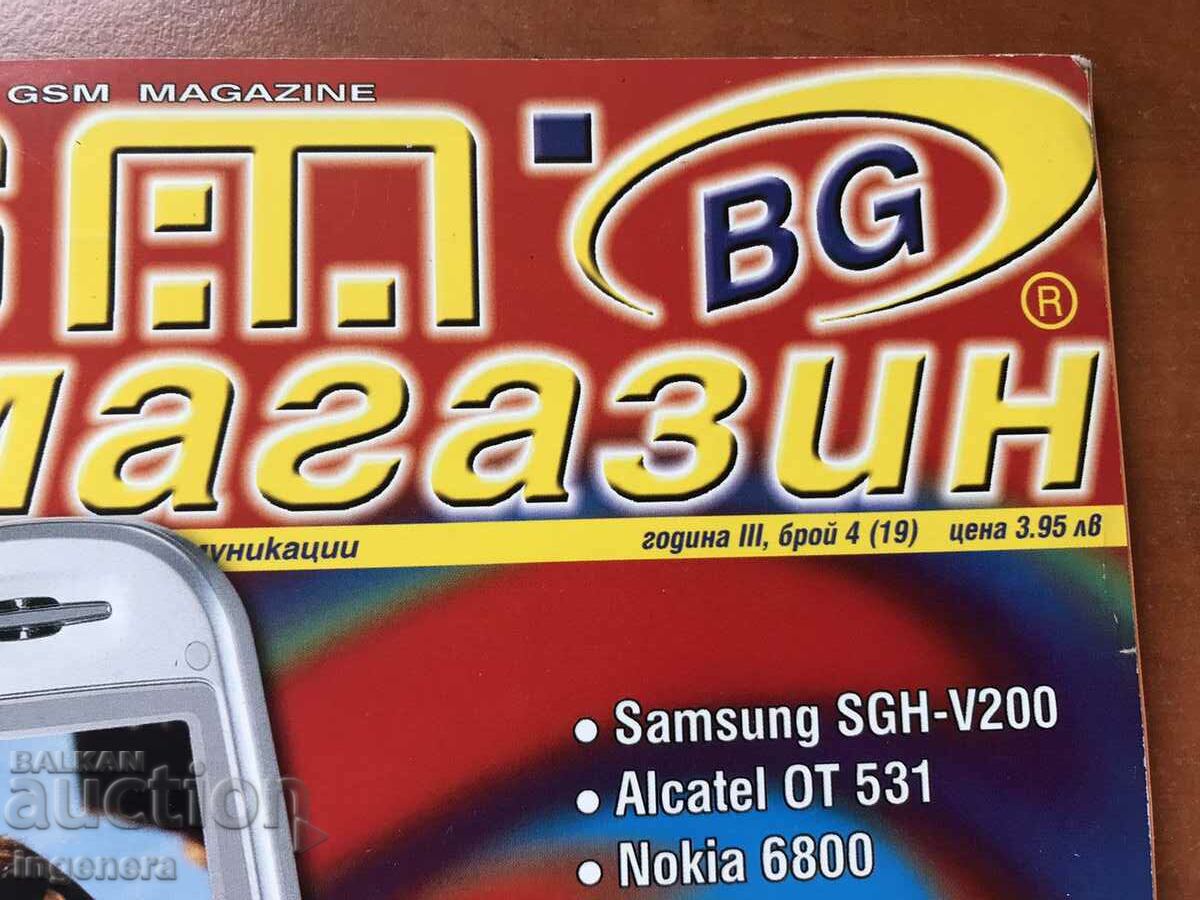 GSM MAGAZINE
BG
®
магазин
година III, брой 4 (19) цена 3.95 лв
• Samsung SGH-V200
• Alcatel OT 531
• Nokia 6800
BALKAN
auction
ingenera